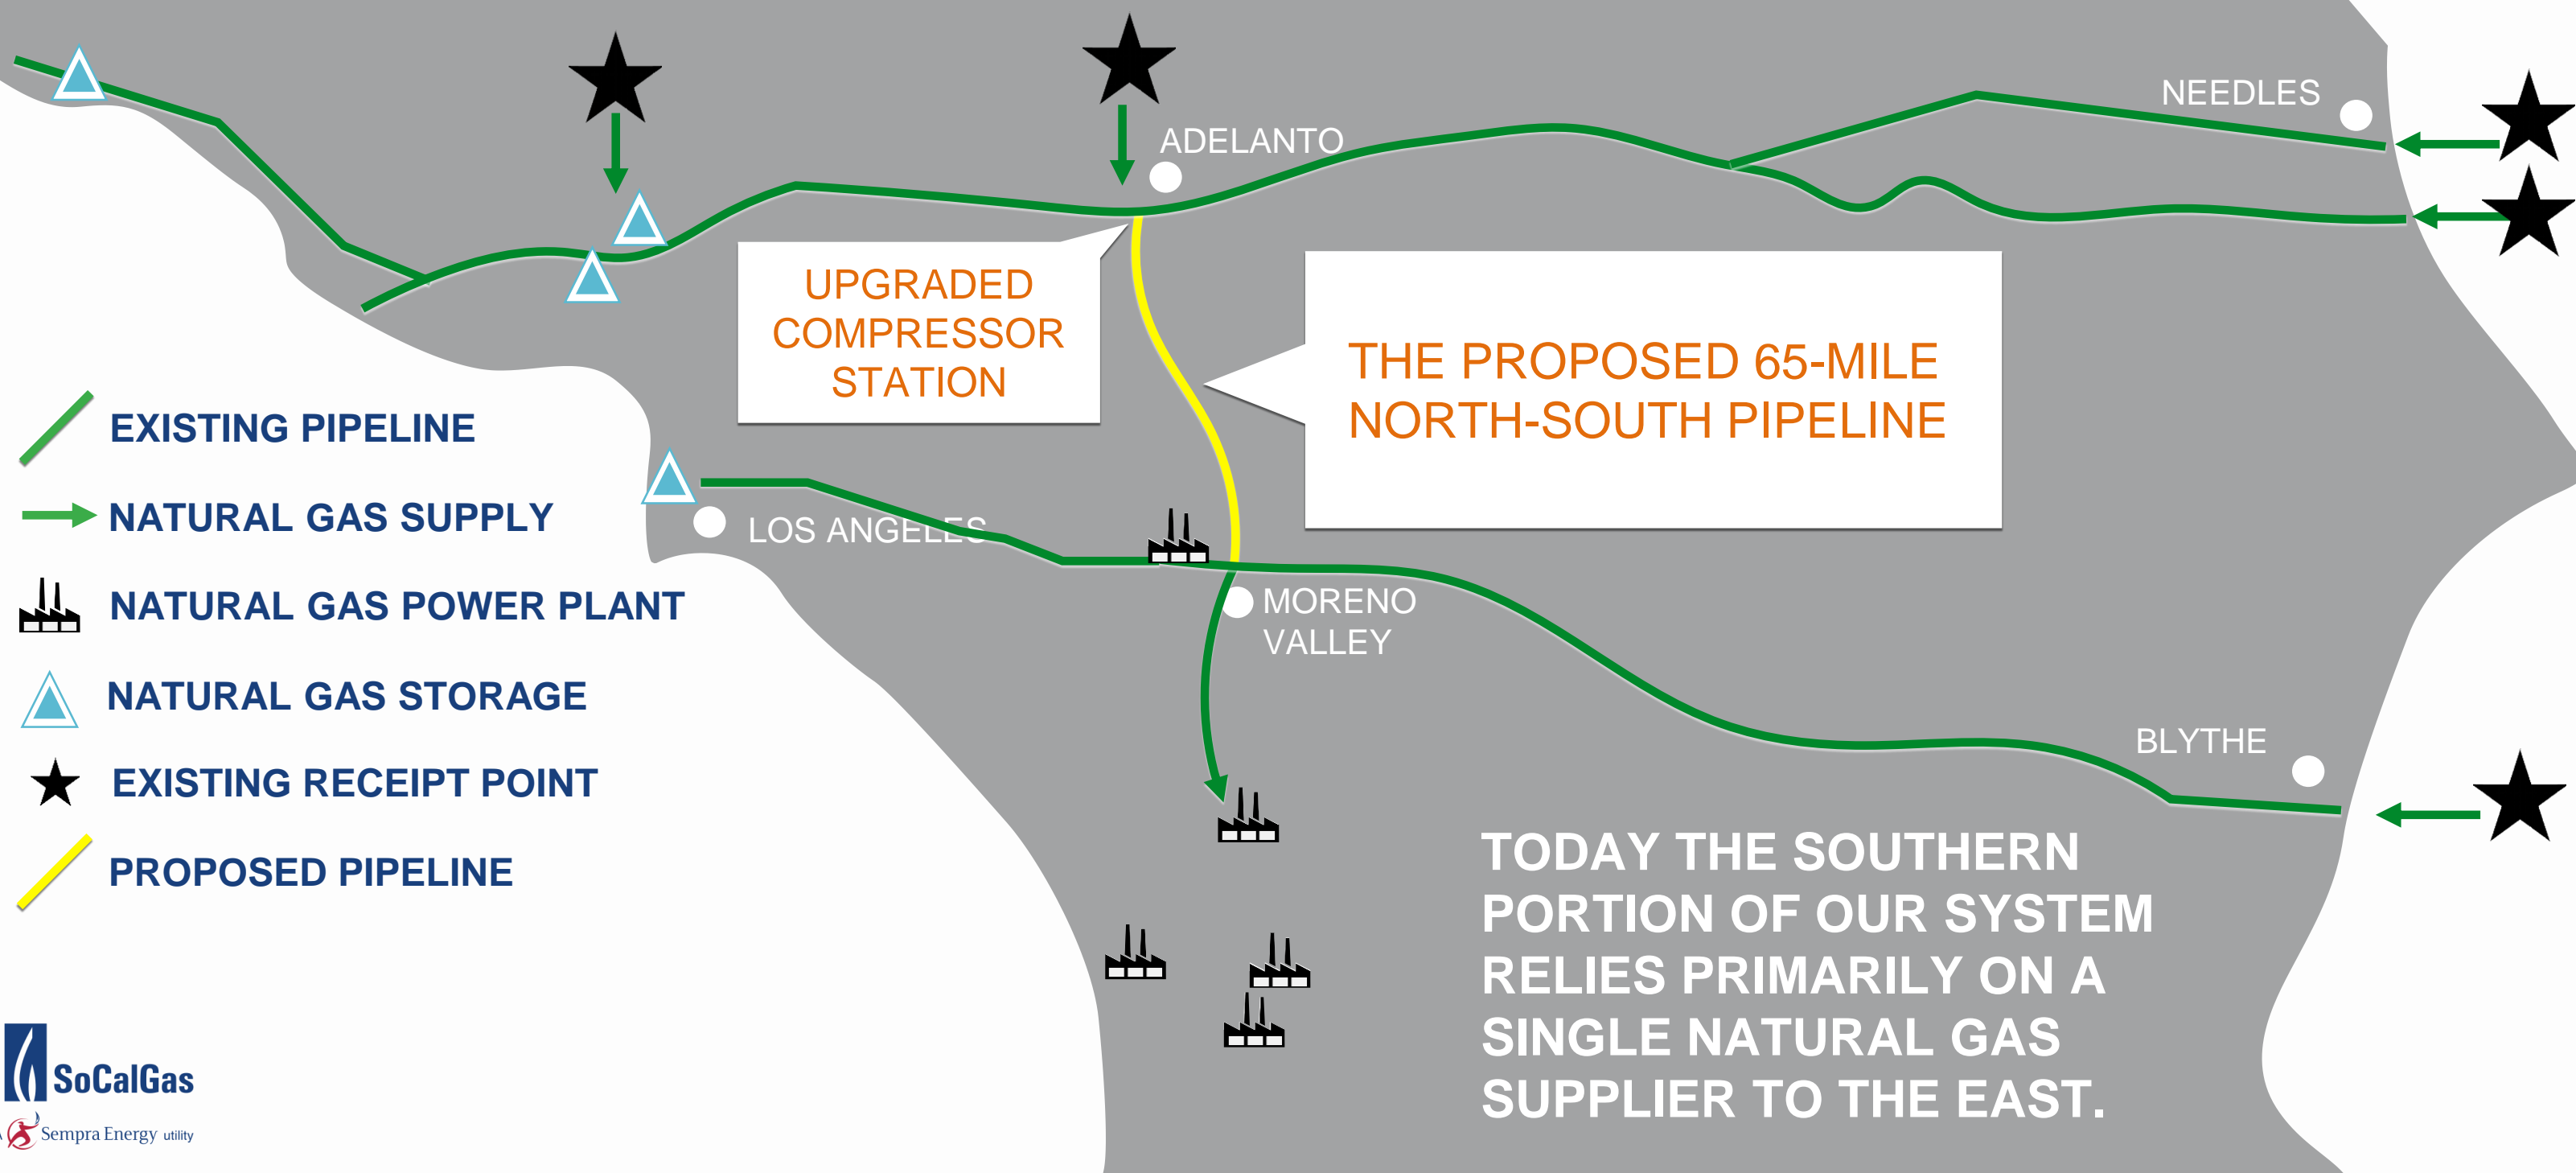 NEEDLES
ADELANTO
UPGRADED
COMPRESSOR
STATION
THE PROPOSED 65-MILE
NORTH-SOUTH PIPELINE
EXISTING PIPELINE
NATURAL GAS SUPPLY
NATURAL GAS POWER PLANT
NATURAL GAS STORAGE
EXISTING RECEIPT POINT
PROPOSED PIPELINE
LOS ANGELES
MORENO
VALLEY
BLYTHE
TODAY THE SOUTHERN
PORTION OF OUR SYSTEM
RELIES PRIMARILY ON A
SINGLE NATURAL GAS
SUPPLIER TO THE EAST.
SoCalGas
Sempra Energy utility